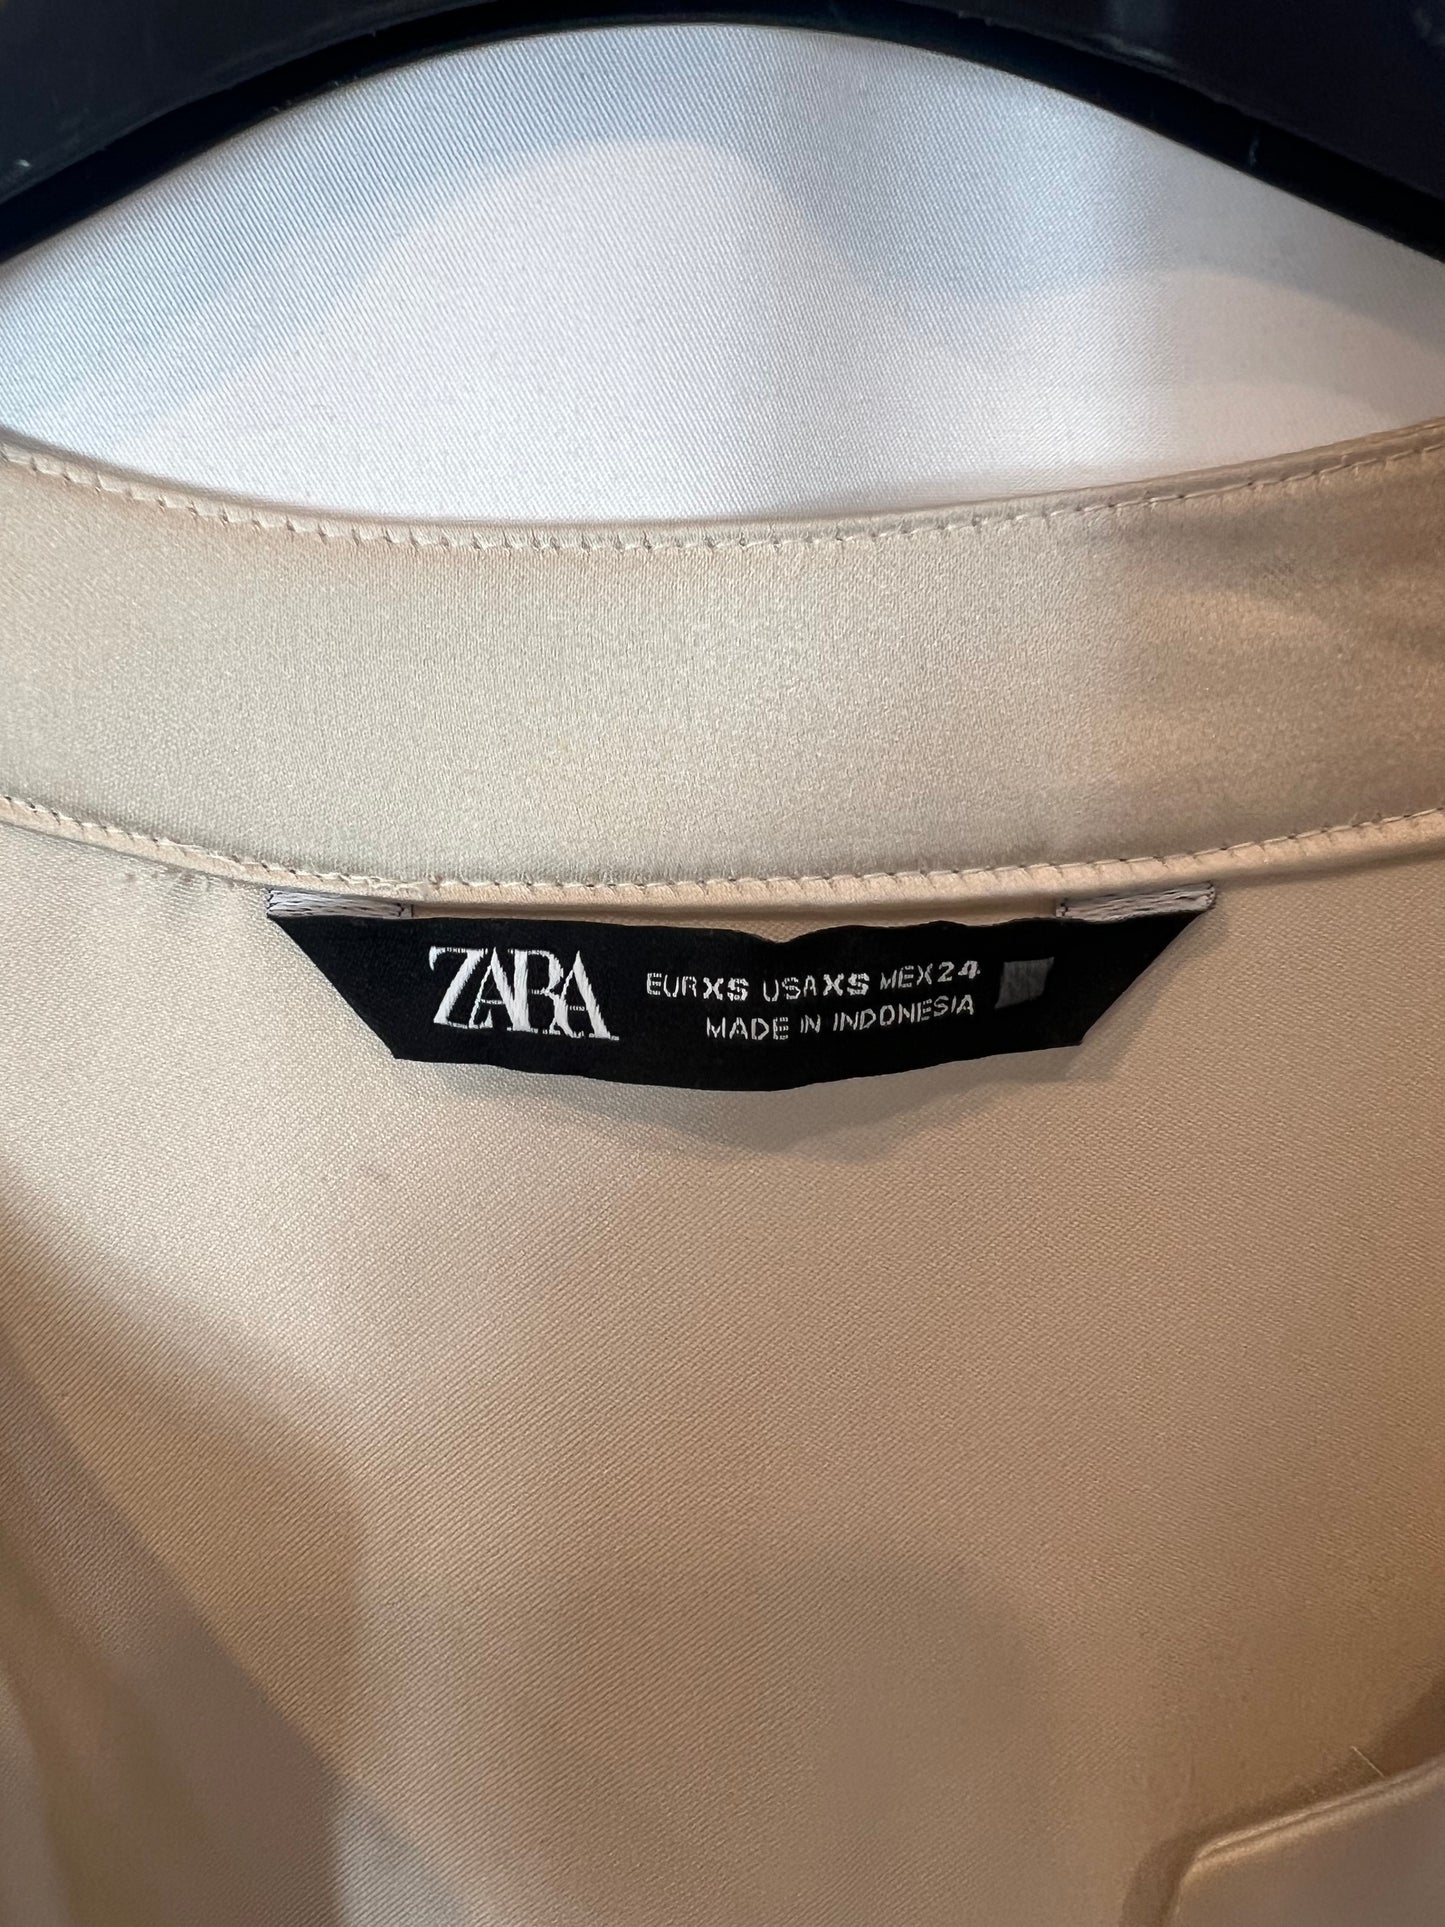 ZARA
EUR XS USA XS MEX 24
MADE IN INDONESIA